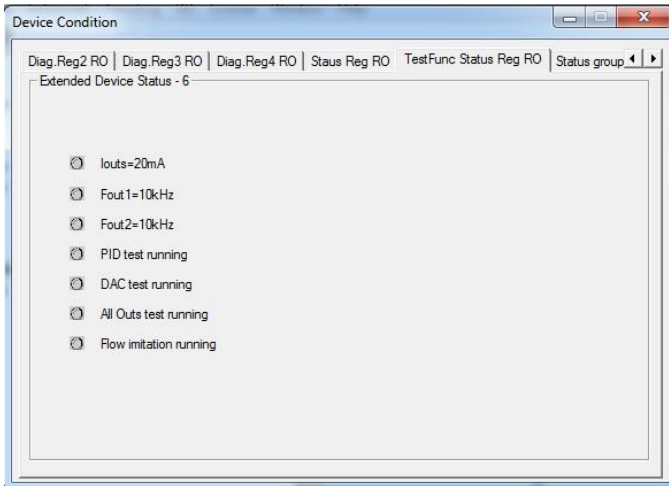 Device Condition
Diag.Reg2 RO Diag.Reg3 RO Diag.Reg4 RO Staus Reg RO TestFunc Status Reg RO Status group
Extended Device Status - 6
Iouts=20mA
Fout1=10kHz
Fout2=10kHz
PID test running
DAC test running
All Outs test running
Flow imitation running